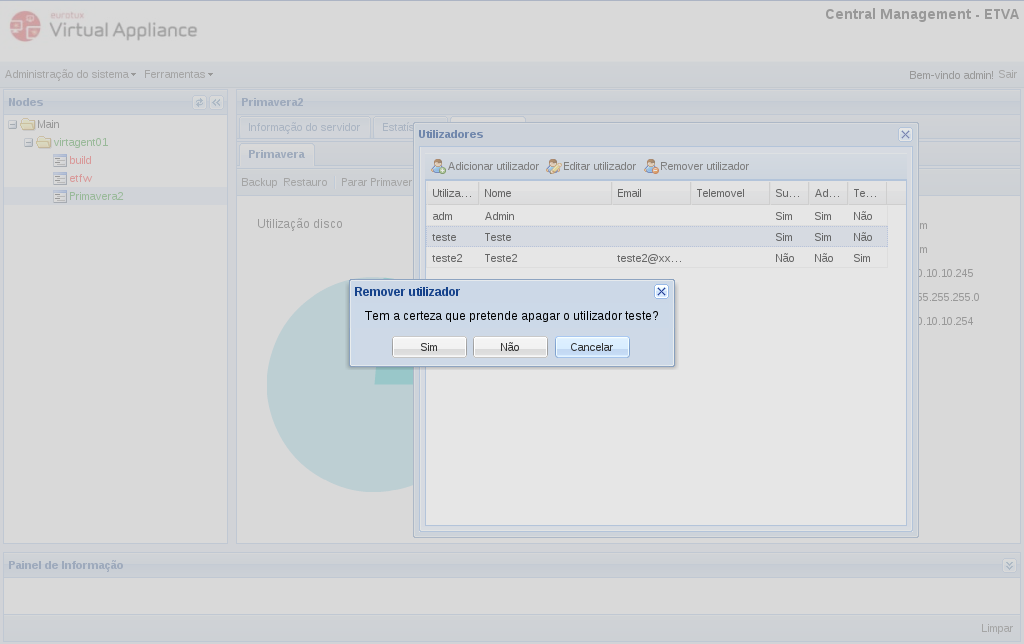 eurotux
Virtual Appliance
Central Management - ETVA
Administração do sistema Ferramentas
Bem-vindo admin! Sair
Nodes
Main
virtagent01
build
etfw
Primavera2
Primavera2
Informação do servidor
Primavera
Backup Restauro Parar Primaver
Utilização disco
Utilizadores
Adicionar utilizador Editar utilizador Remover utilizador
Utiliza... Nome Email Telemovel Su... Ad... Te...
adm Admin Sim Sim Não
teste Teste Sim Sim Não
teste2 Teste2 teste2@xx... Não Não Sim
0.10.10.245
55.255.255.0
0.10.10.254
Remover utilizador
Tem a certeza que pretende apagar o utilizador teste?
Sim Não Cancelar
Painel de Informação
Limpar